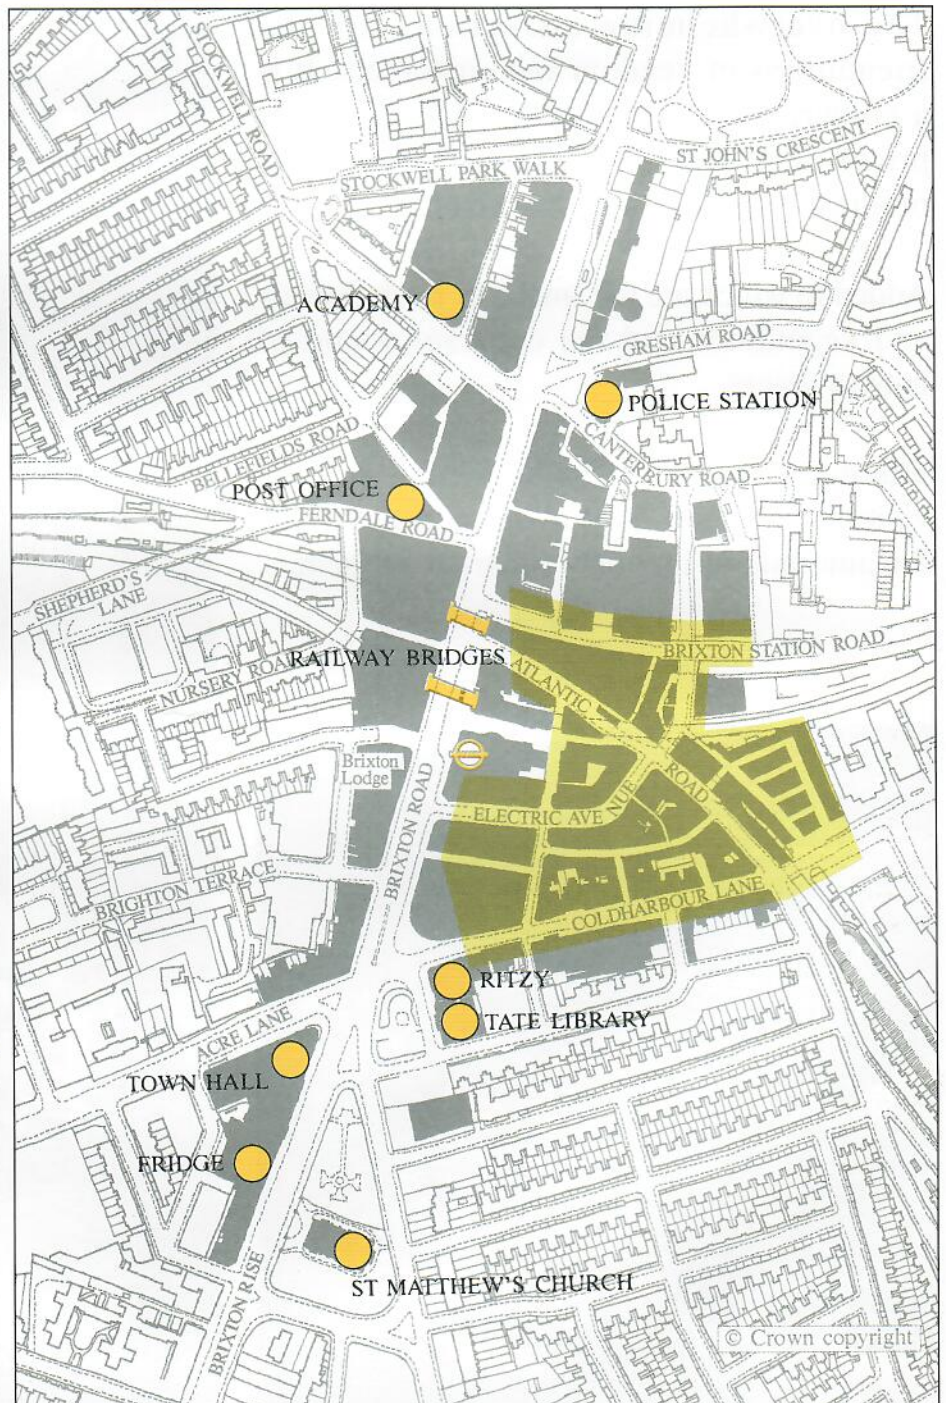 STOCKWELL ROAD
ST JOHN'S CRESCENT
STOCKWELL PARK WALK
ACADEMY
GRESHAM ROAD
POLICE STATION
CANTERBURY ROAD
BELLEFIELDS ROAD
POST OFFICE
FERNDALE ROAD
SHEPHERD'S
LANE
BRIXTON STATION ROAD
RAILWAY BRIDGES
NURSERY ROAD
ATLANTIC
ROAD
Brixton
Lodge
BRIXTON ROAD
ELECTRIC AVENUE
BRIGHTON TERRACE
COLDHARBOUR LANE
RITZY
TATE LIBRARY
ACRE LANE
TOWN HALL
FRIDGE
ST MATTHEW'S CHURCH
BRIXTON RISE
© Crown copyright